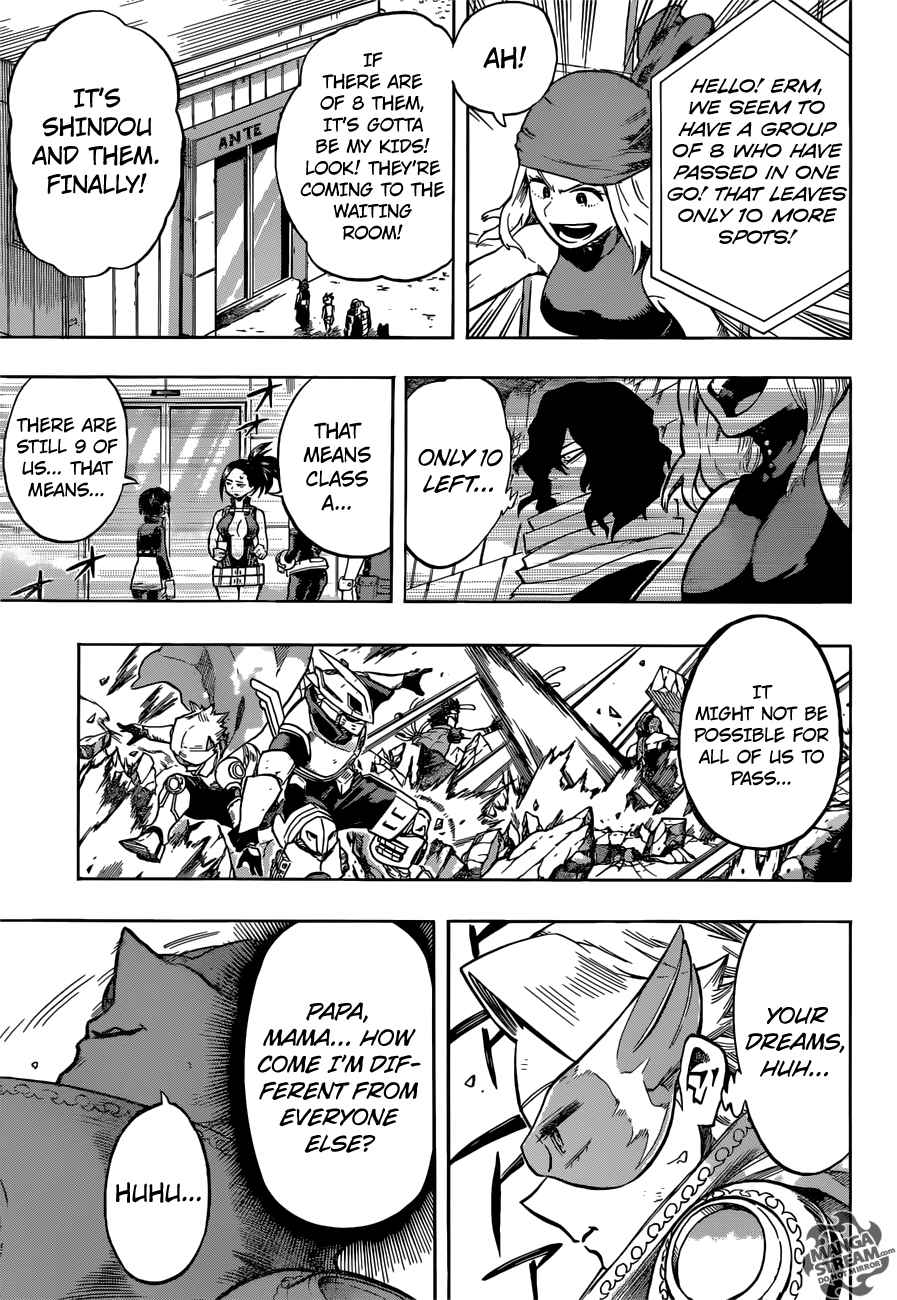 HELLO! ERM,
WE SEEM TO
HAVE A GROUP
OF 8 WHO HAVE
PASSED IN ONE
GO! THAT LEAVES
ONLY 10 MORE
SPOTS!
AH!
IF
THERE ARE
OF 8 THEM,
IT'S GOTTA
BE MY KIDS!
LOOK! THEY'RE
COMING TO THE
WAITING
ROOM!
ANTE
IT'S
SHINDOU
AND THEM.
FINALLY!
ONLY 10
LEFT...
THAT
MEANS
CLASS
A...
THERE ARE
STILL 9 OF
US... THAT
MEANS...
IT
MIGHT NOT BE
POSSIBLE FOR
ALL OF US TO
PASS...
YOUR
DREAMS,
HUH...
PAPA,
MAMA... HOW
COME I'M DIF-
FERENT FROM
EVERYONE
ELSE?
HUHU...
MANGA
STREAM.com
DO NOT MIRROR